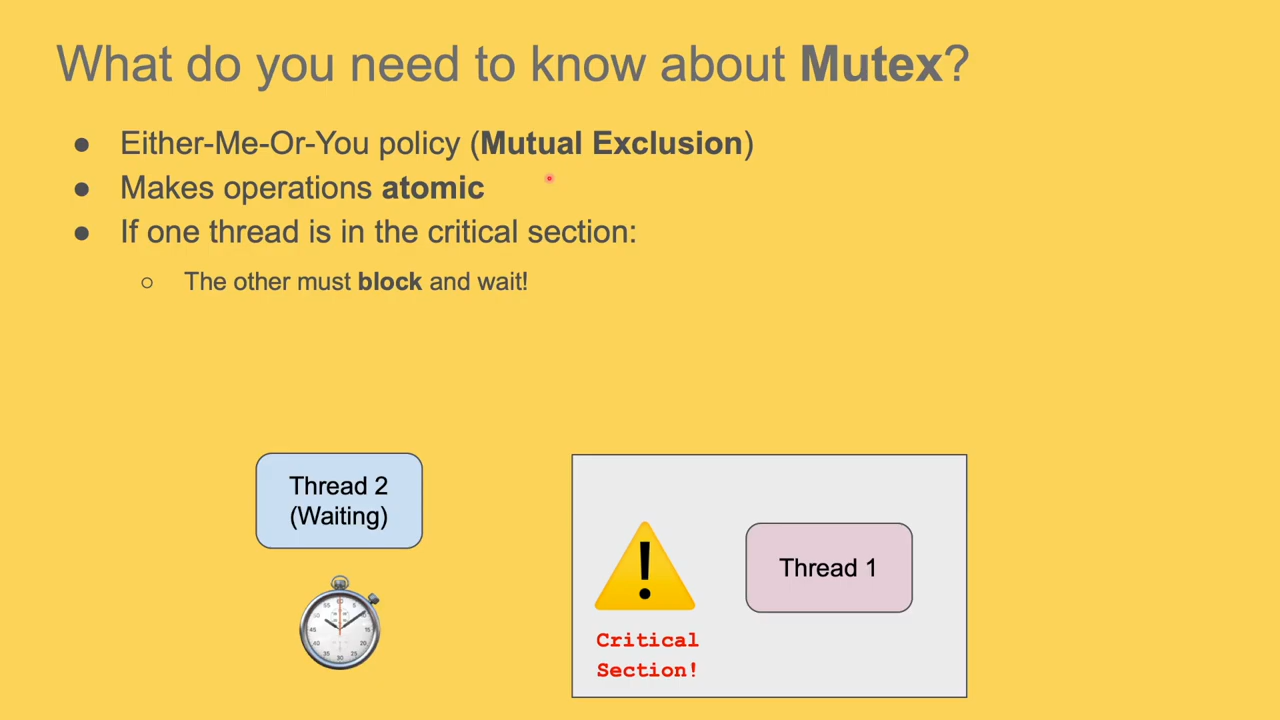 What do you need to know about Mutex?
● Either-Me-Or-You policy (Mutual Exclusion)
● Makes operations atomic
● If one thread is in the critical section:
○ The other must block and wait!
Thread 2
(Waiting)
Thread 1
Critical
Section!